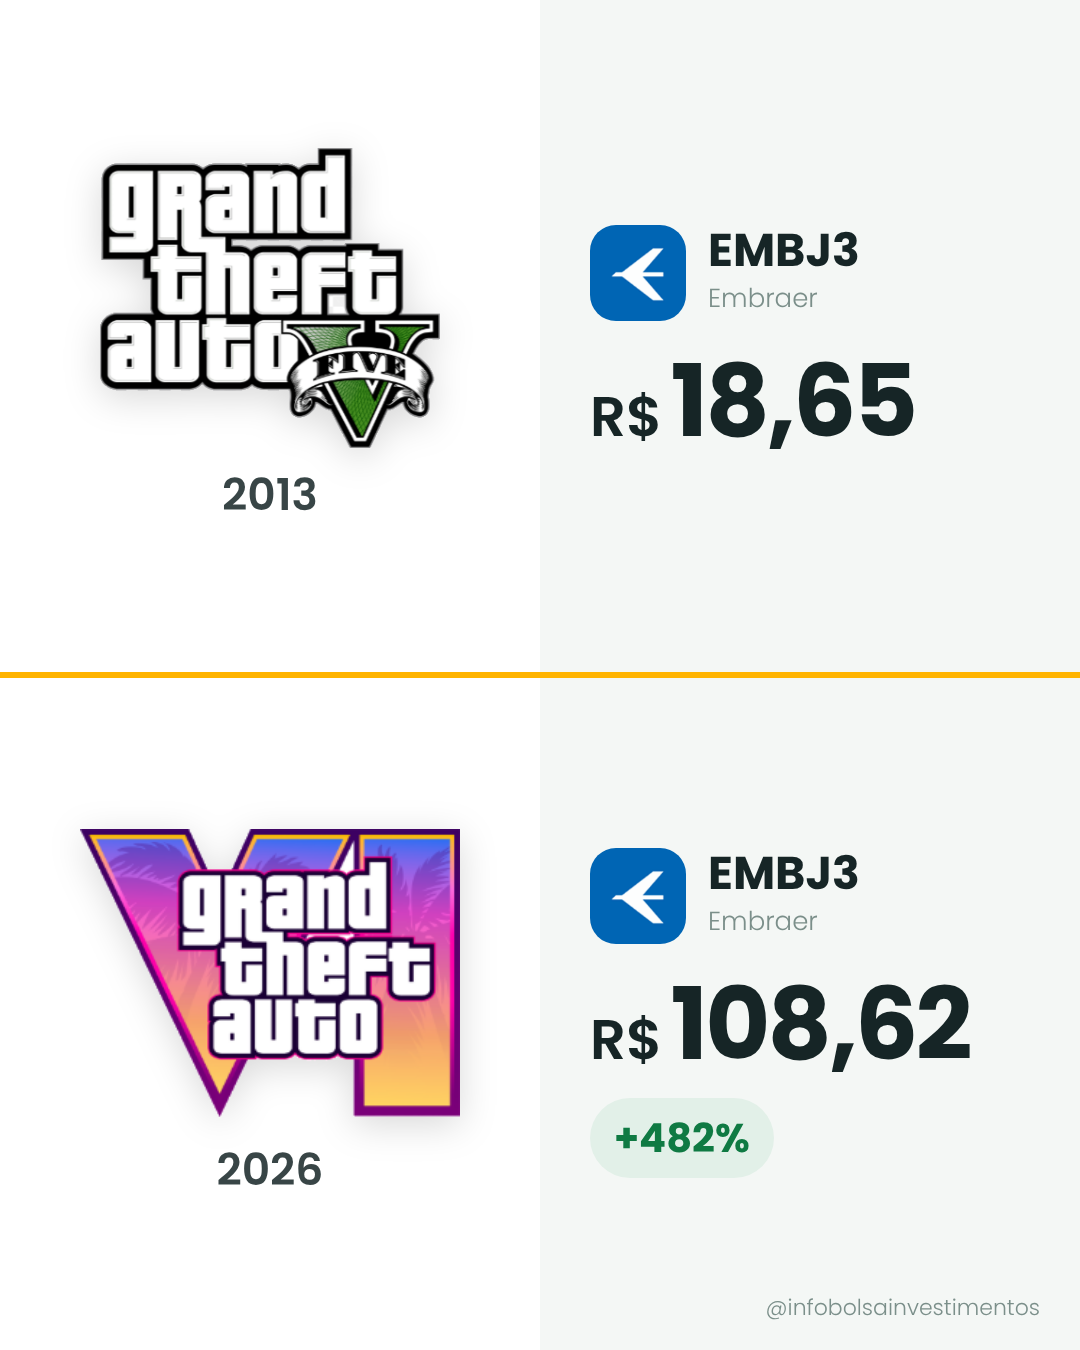 grand
theft
auto
FIVE
2013
EMBJ3
Embraer
R$ 18,65
VI
grand
theft
auto
2026
EMBJ3
Embraer
R$ 108,62
+482%
@infobolsainvestimentos